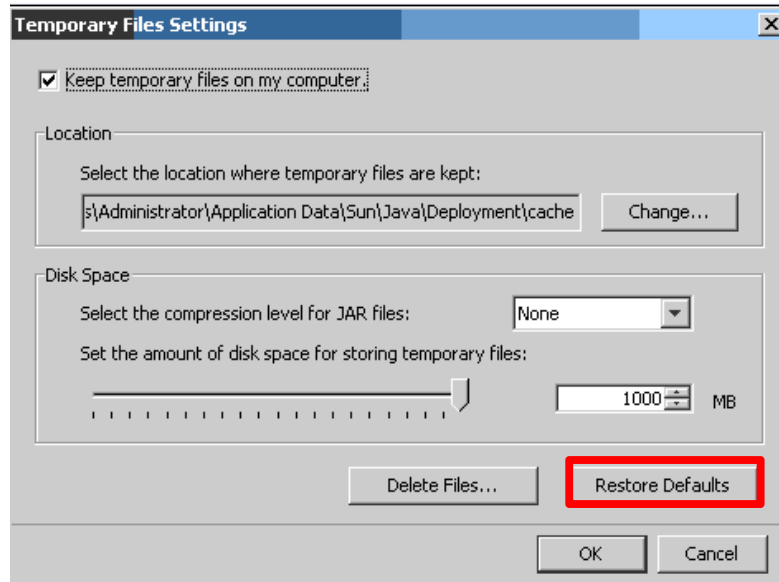 Temporary Files Settings
Keep temporary files on my computer.
Location
Select the location where temporary files are kept:
s\Administrator\Application Data\Sun\Java\Deployment\cache
Change...
Disk Space
Select the compression level for JAR files:
None
Set the amount of disk space for storing temporary files:
1000
MB
Delete Files...
Restore Defaults
OK
Cancel